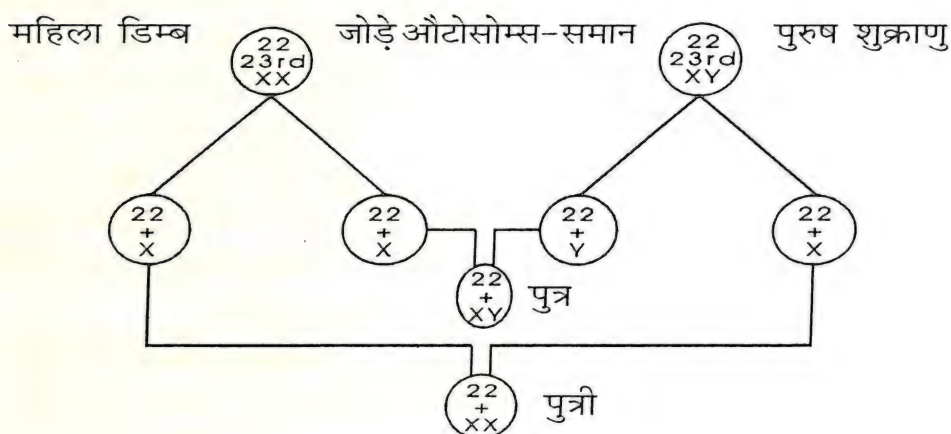 महिला डिम्ब
22
23rd
XX
जोड़े औटोसोम्स-समान
22
23rd
XY
पुरुष शुक्राणु
22
+
X
22
+
X
22
+
Y
22
+
X
22
+
XY
पुत्र
22
+
XX
पुत्री